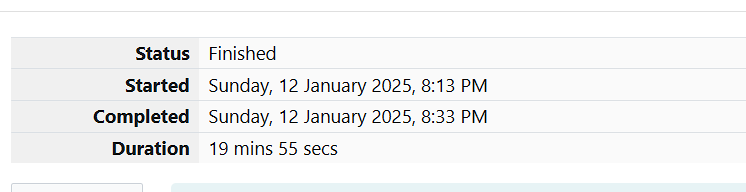 Status Finished
Started Sunday, 12 January 2025, 8:13 PM
Completed Sunday, 12 January 2025, 8:33 PM
Duration 19 mins 55 secs